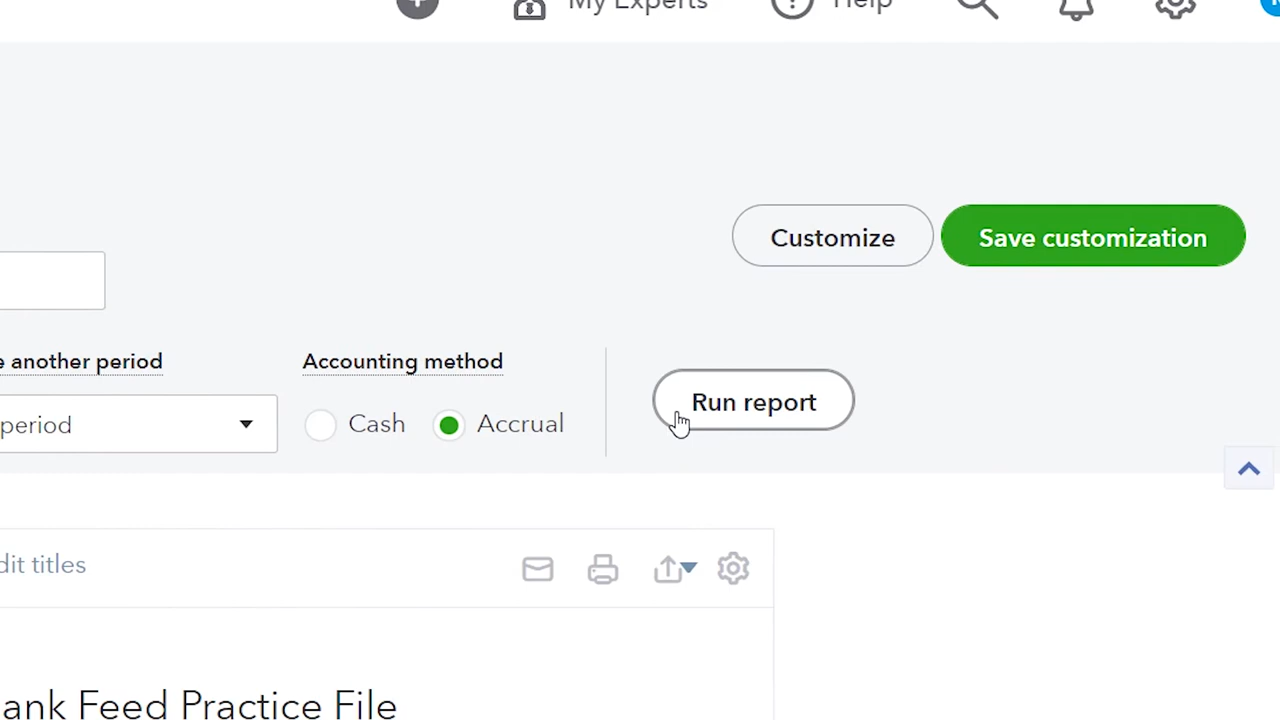 My Experts
Help
Customize
Save customization
another period
Accounting method
period
Cash
Accrual
Run report
dit titles
ank Feed Practice File